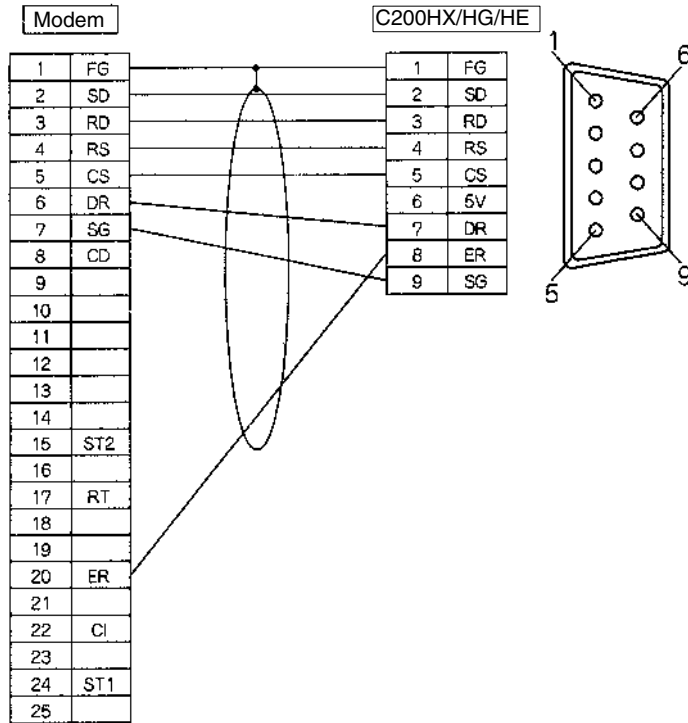 Modem
1 FG
2 SD
3 RD
4 RS
5 CS
6 DR
7 SG
8 CD
9
10
11
12
13
14
15 ST2
16
17 RT
18
19
20 ER
21
22 CI
23
24 ST1
25
C200HX/HG/HE
1 FG
2 SD
3 RD
4 RS
5 CS
6 5V
7 DR
8 ER
9 SG
1
6
5
9